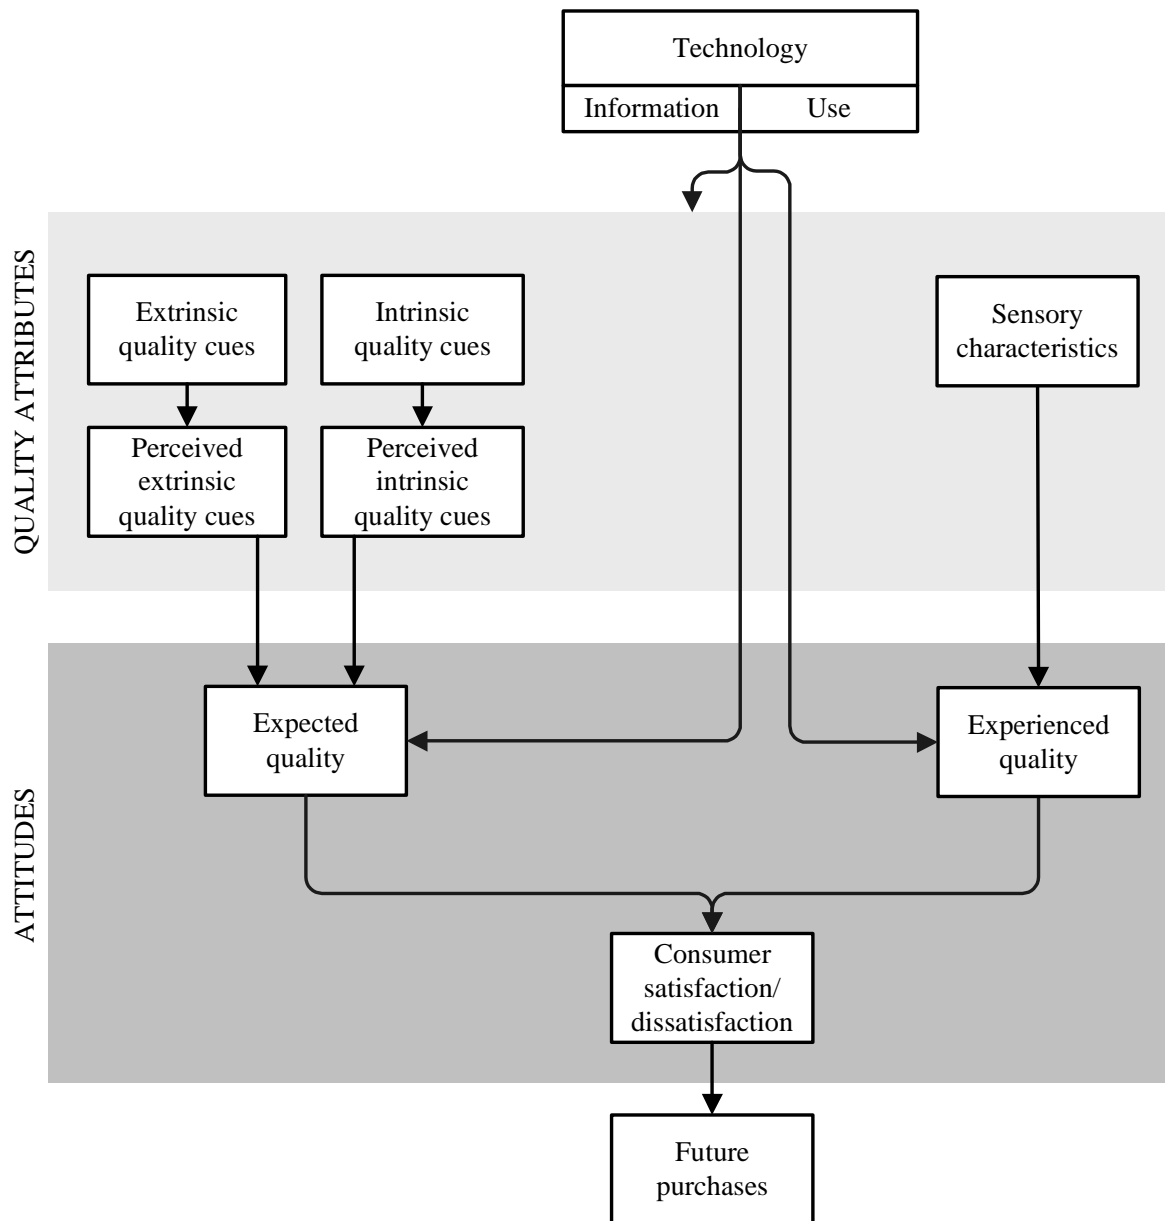 Technology
Information
Use
QUALITY ATTRIBUTES
Extrinsic
quality cues
Intrinsic
quality cues
Sensory
characteristics
Perceived
extrinsic
quality cues
Perceived
intrinsic
quality cues
ATTITUDES
Expected
quality
Experienced
quality
Consumer
satisfaction/
dissatisfaction
Future
purchases